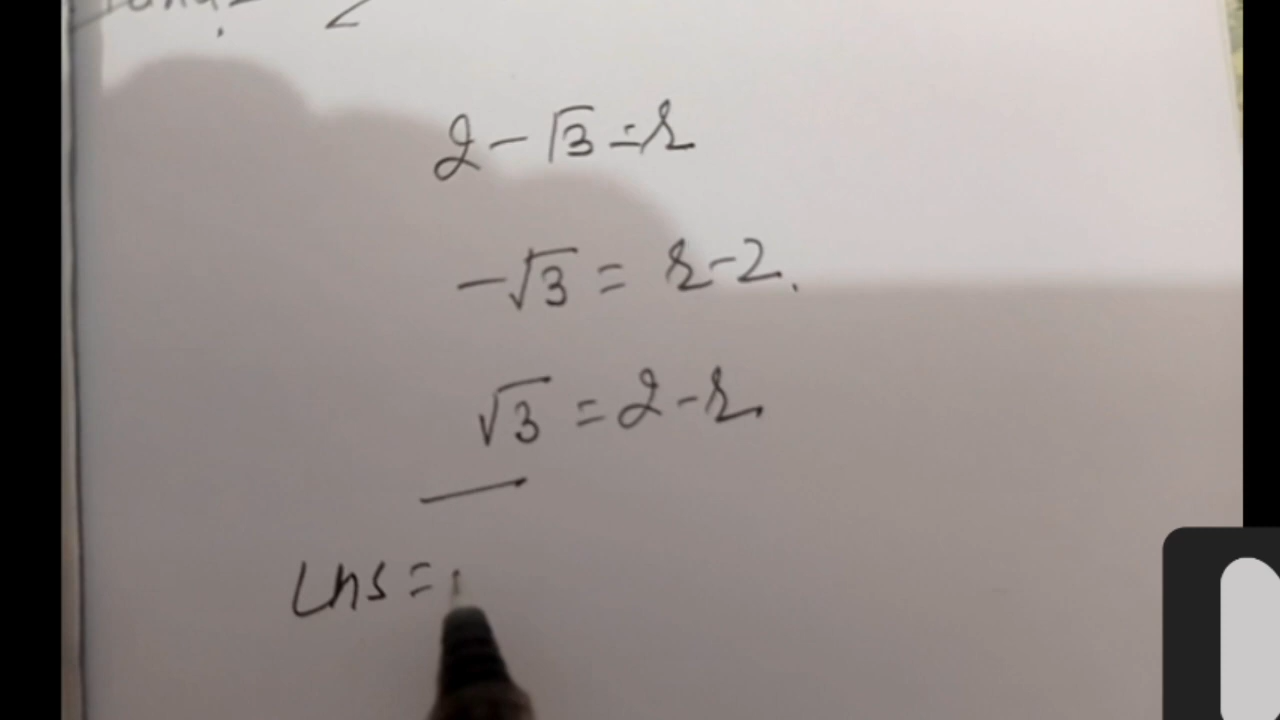 2 - √3 = r
-√3 = r - 2.
√3 = 2 - r
LHS =